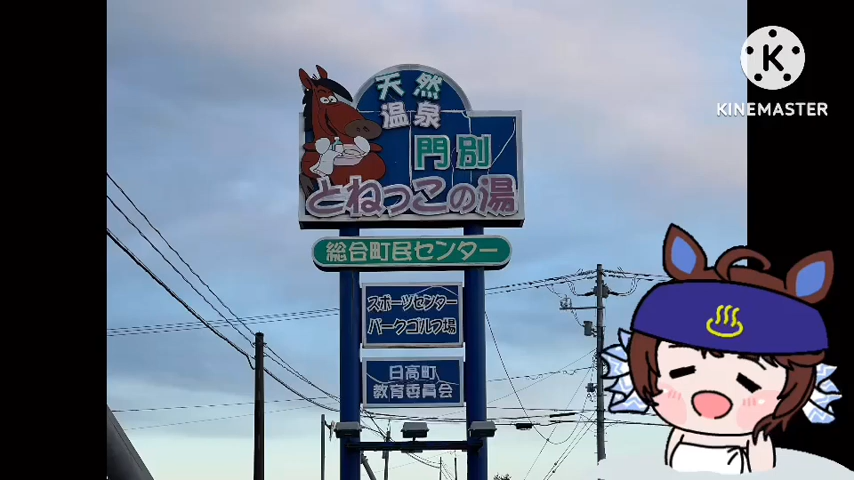 天然
温泉
門別
とねっこの湯
総合町民センター
スポーツセンター
パークゴルフ場
日高町
教育委員会
KINEMASTER